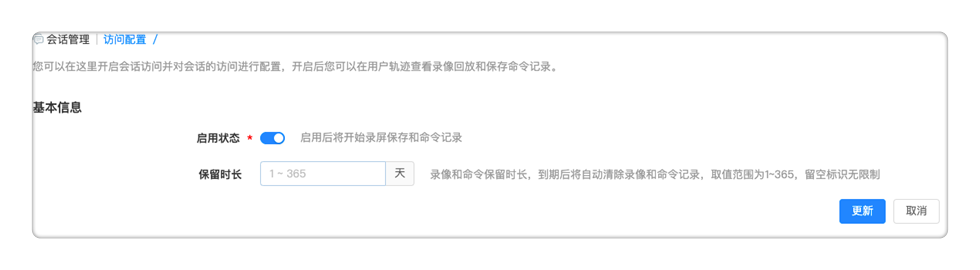 会话管理 | 访问配置 /
您可以在这里开启会话访问并对会话的访问进行配置，开启后您可以在用户轨迹查看录像回放和保存命令记录。
基本信息
启用状态 * 启用后将开始录屏保存和命令记录
保留时长 1 ~ 365 天 录像和命令保留时长，到期后将自动清除录像和命令记录，取值范围为1~365，留空标识无限制
更新 取消